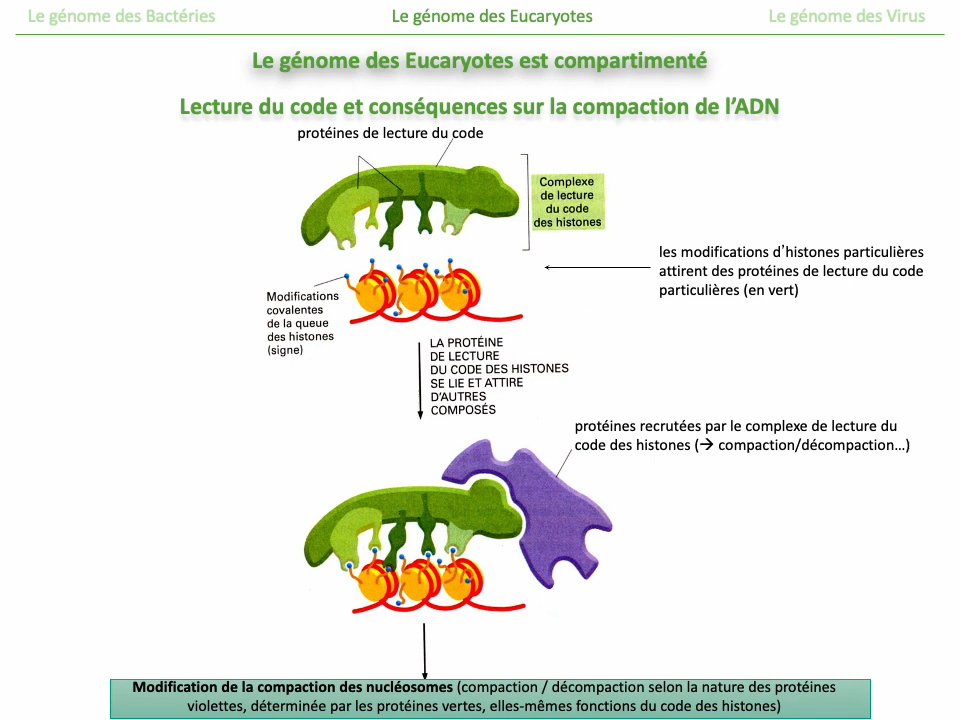 Le génome des Bactéries
Le génome des Eucaryotes
Le génome des Virus
Le génome des Eucaryotes est compartimenté
Lecture du code et conséquences sur la compaction de l’ADN
protéines de lecture du code
Complexe
de lecture
du code
des histones
les modifications d’histones particulières
attirent des protéines de lecture du code
particulières (en vert)
Modifications
covalentes
de la queue
des histones
(signe)
LA PROTÉINE
DE LECTURE
DU CODE DES HISTONES
SE LIE ET ATTIRE
D’AUTRES
COMPOSÉS
protéines recrutées par le complexe de lecture du
code des histones (→ compaction/décompaction…)
Modification de la compaction des nucléosomes (compaction / décompaction selon la nature des protéines
violettes, déterminée par les protéines vertes, elles-mêmes fonctions du code des histones)